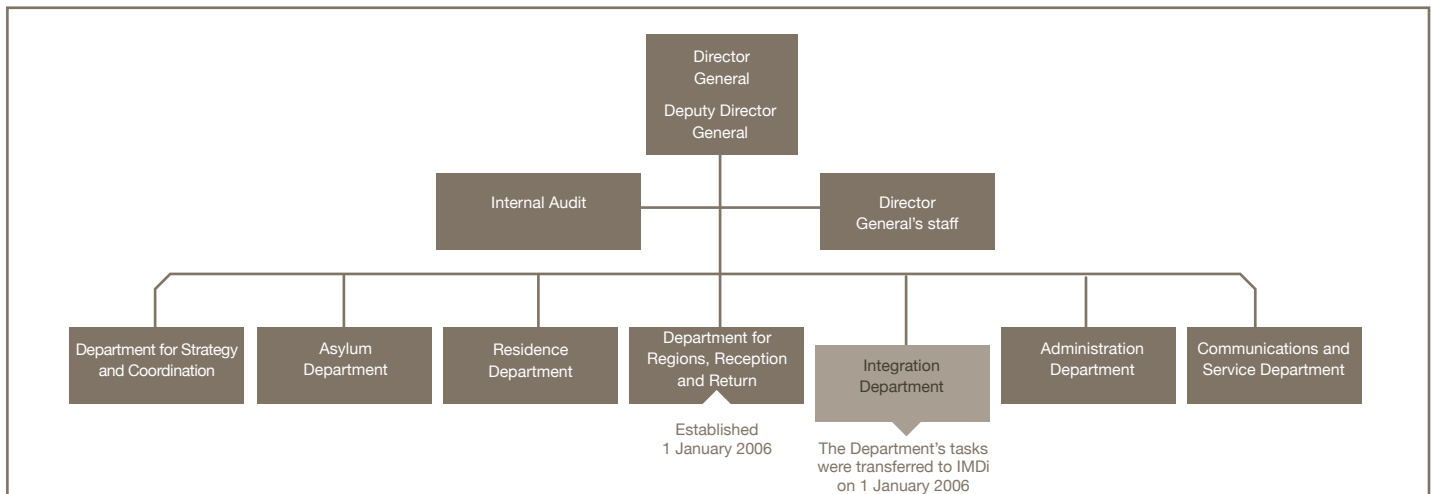 Director
General
Deputy Director
General
Internal Audit
Director
General's staff
Department for Strategy
and Coordination
Asylum
Department
Residence
Department
Department for
Regions, Reception
and Return
Established
1 January 2006
Integration
Department
The Department's tasks
were transferred to IMDi
on 1 January 2006
Administration
Department
Communications and
Service Department